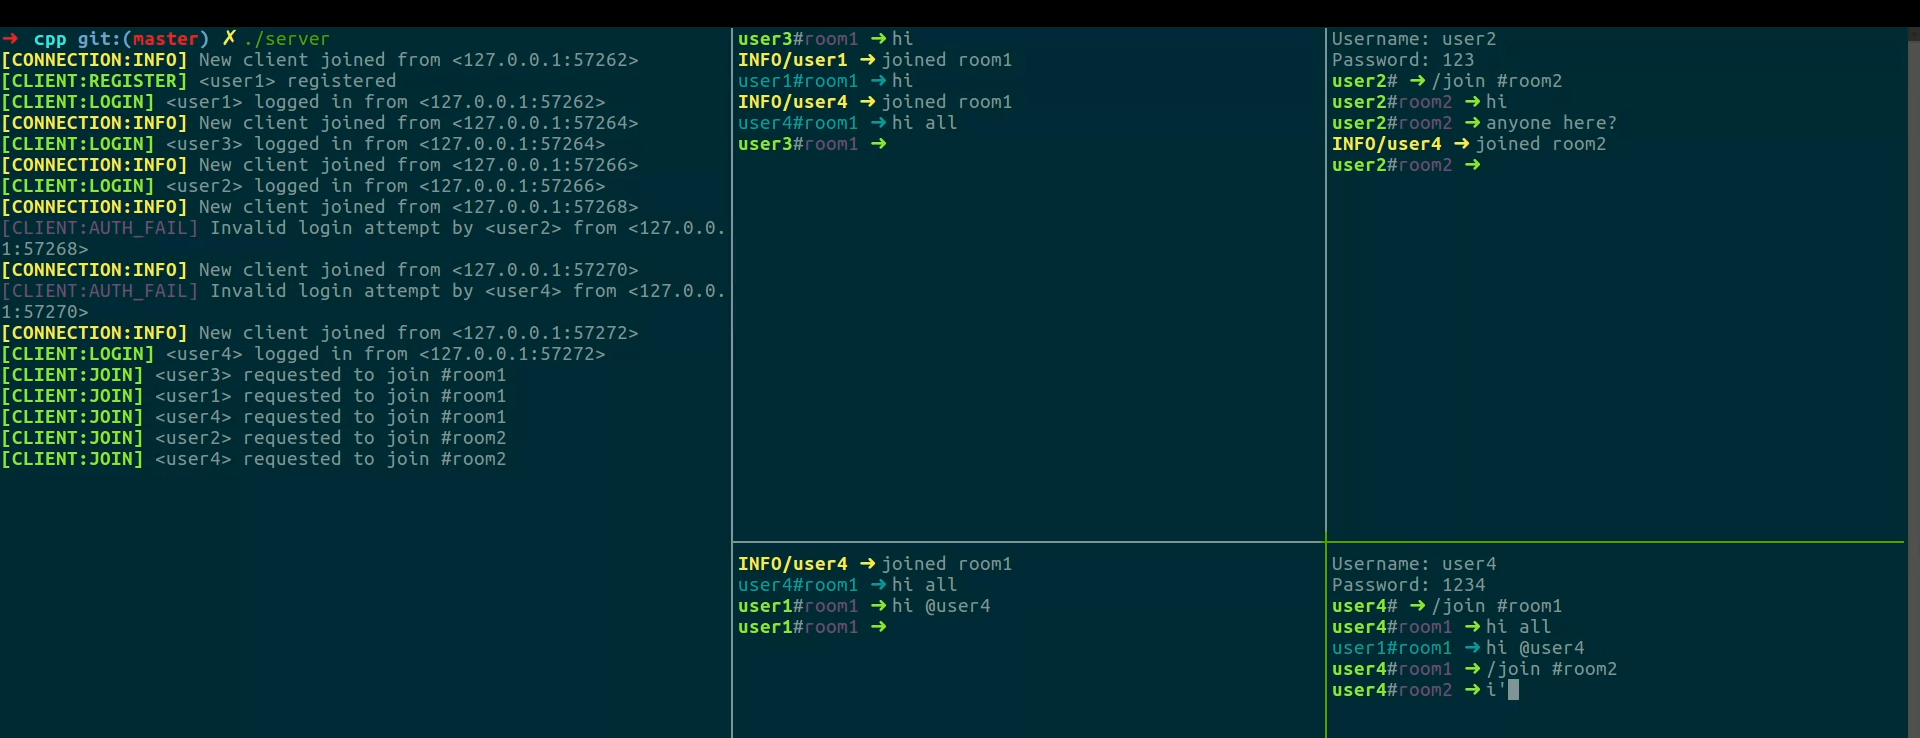 ➜ cpp git:(master) ✗ ./server
[CONNECTION:INFO] New client joined from <127.0.0.1:57262>
[CLIENT:REGISTER] <user1> registered
[CLIENT:LOGIN] <user1> logged in from <127.0.0.1:57262>
[CONNECTION:INFO] New client joined from <127.0.0.1:57264>
[CLIENT:LOGIN] <user3> logged in from <127.0.0.1:57264>
[CONNECTION:INFO] New client joined from <127.0.0.1:57266>
[CLIENT:LOGIN] <user2> logged in from <127.0.0.1:57266>
[CONNECTION:INFO] New client joined from <127.0.0.1:57268>
[CLIENT:AUTH_FAIL] Invalid login attempt by <user2> from <127.0.0.
1:57268>
[CONNECTION:INFO] New client joined from <127.0.0.1:57270>
[CLIENT:AUTH_FAIL] Invalid login attempt by <user4> from <127.0.0.
1:57270>
[CONNECTION:INFO] New client joined from <127.0.0.1:57272>
[CLIENT:LOGIN] <user4> logged in from <127.0.0.1:57272>
[CLIENT:JOIN] <user3> requested to join #room1
[CLIENT:JOIN] <user1> requested to join #room1
[CLIENT:JOIN] <user4> requested to join #room1
[CLIENT:JOIN] <user2> requested to join #room2
[CLIENT:JOIN] <user4> requested to join #room2
user3#room1 ➜ hi
INFO/user1 ➜ joined room1
user1#room1 ➜ hi
INFO/user4 ➜ joined room1
user4#room1 ➜ hi all
user3#room1 ➜
Username: user2
Password: 123
user2# ➜ /join #room2
user2#room2 ➜ hi
user2#room2 ➜ anyone here?
INFO/user4 ➜ joined room2
user2#room2 ➜
INFO/user4 ➜ joined room1
user4#room1 ➜ hi all
user1#room1 ➜ hi @user4
user1#room1 ➜
Username: user4
Password: 1234
user4# ➜ /join #room1
user4#room1 ➜ hi all
user1#room1 ➜ hi @user4
user4#room1 ➜ /join #room2
user4#room2 ➜ i'